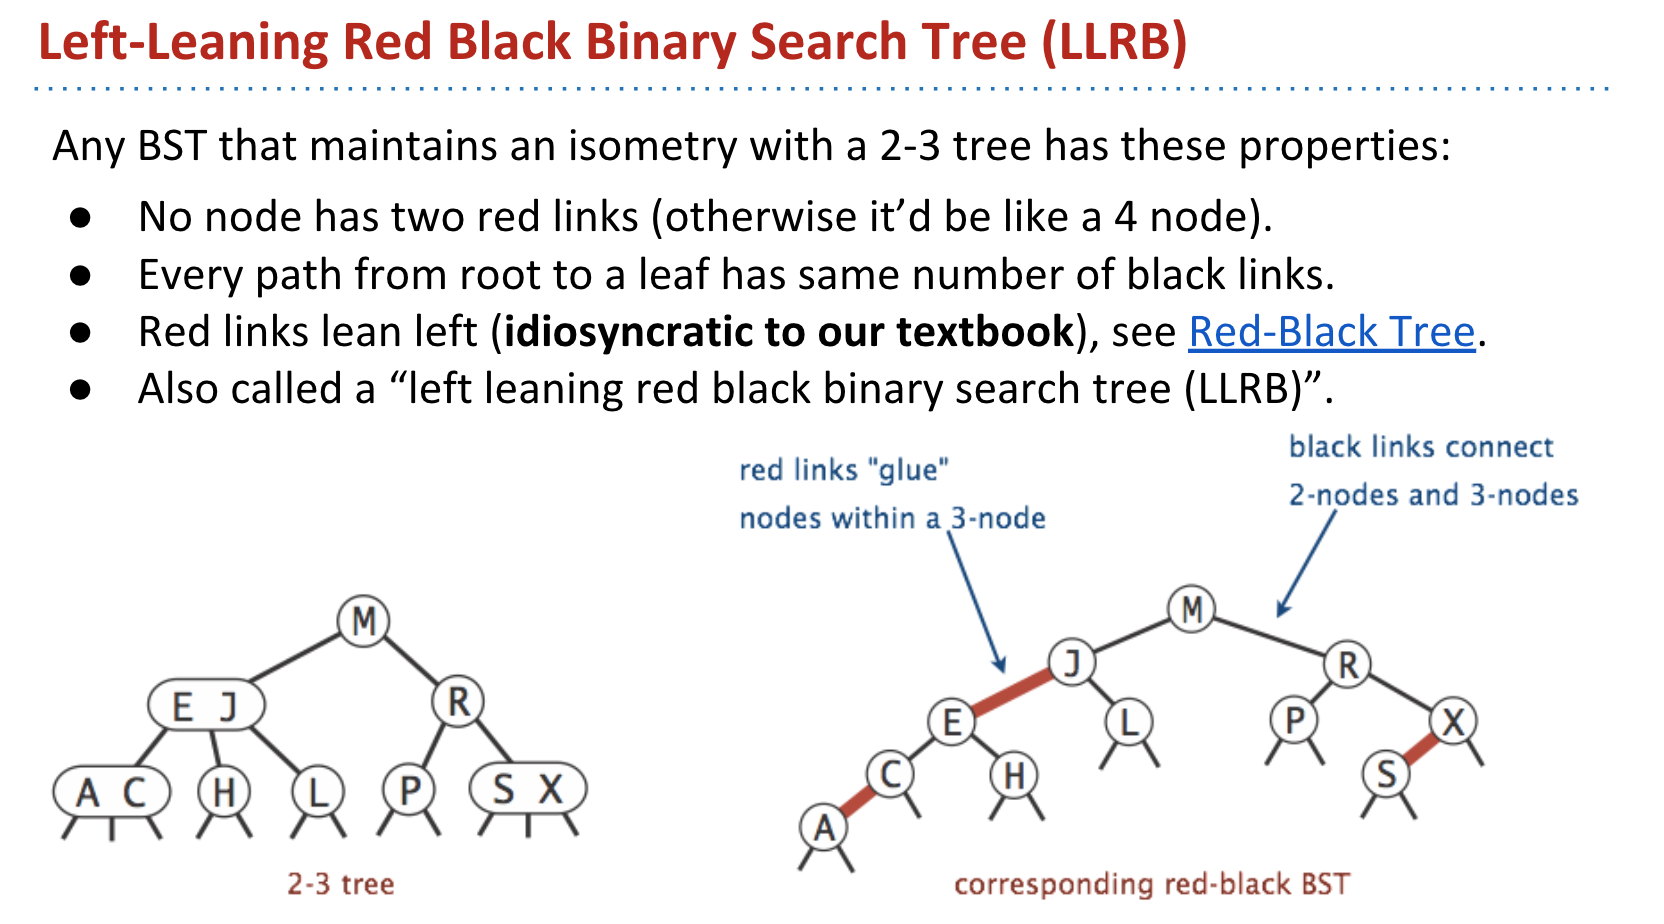 Left-Leaning Red Black Binary Search Tree (LLRB)
Any BST that maintains an isometry with a 2-3 tree has these properties:
● No node has two red links (otherwise it’d be like a 4 node).
● Every path from root to a leaf has same number of black links.
● Red links lean left (idiosyncratic to our textbook), see Red-Black Tree.
● Also called a “left leaning red black binary search tree (LLRB)”.
red links "glue"
nodes within a 3-node
black links connect
2-nodes and 3-nodes
M
E J
R
A C
H
L
P
S X
2-3 tree
M
J
R
E
L
P
X
C
H
S
A
corresponding red-black BST